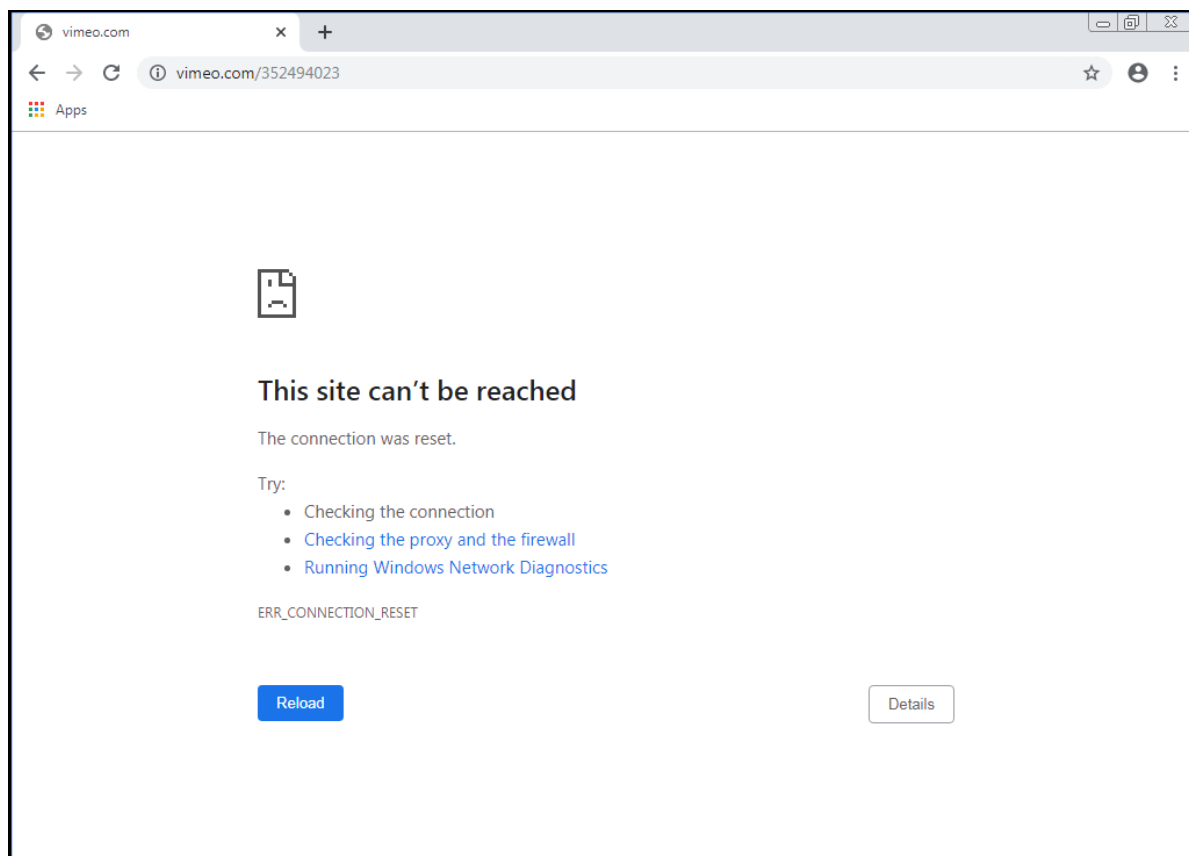 vimeo.com
vimeo.com/352494023
Apps
This site can’t be reached
The connection was reset.
Try:
Checking the connection
Checking the proxy and the firewall
Running Windows Network Diagnostics
ERR_CONNECTION_RESET
Reload
Details